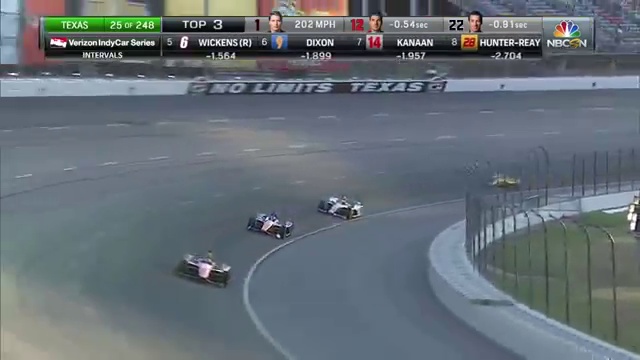 TEXAS 25 OF 248 TOP 3 1 202 MPH 12 -0.54sec 22 -0.91sec
Verizon IndyCar Series 5 6 WICKENS (R) 6 9 DIXON 7 14 KANAAN 8 28 HUNTER-REAY NBCSN
INTERVALS -1.564 -1.899 -1.957 -2.704
NO LIMITS TEXAS